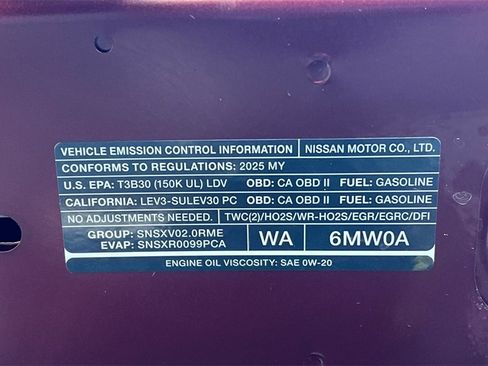 VEHICLE EMISSION CONTROL INFORMATION NISSAN MOTOR CO., LTD.
CONFORMS TO REGULATIONS: 2025 MY
U.S. EPA: T3B30 (150K UL) LDV OBD: CA OBD II FUEL: GASOLINE
CALIFORNIA: LEV3-SULEV30 PC OBD: CA OBD II FUEL: GASOLINE
NO ADJUSTMENTS NEEDED. TWC(2)/HO2S/WR-HO2S/EGR/EGRC/DFI
GROUP: SNSXV02.0RME
EVAP: SNSXR0099PCA WA 6MW0A
ENGINE OIL VISCOSITY: SAE 0W-20